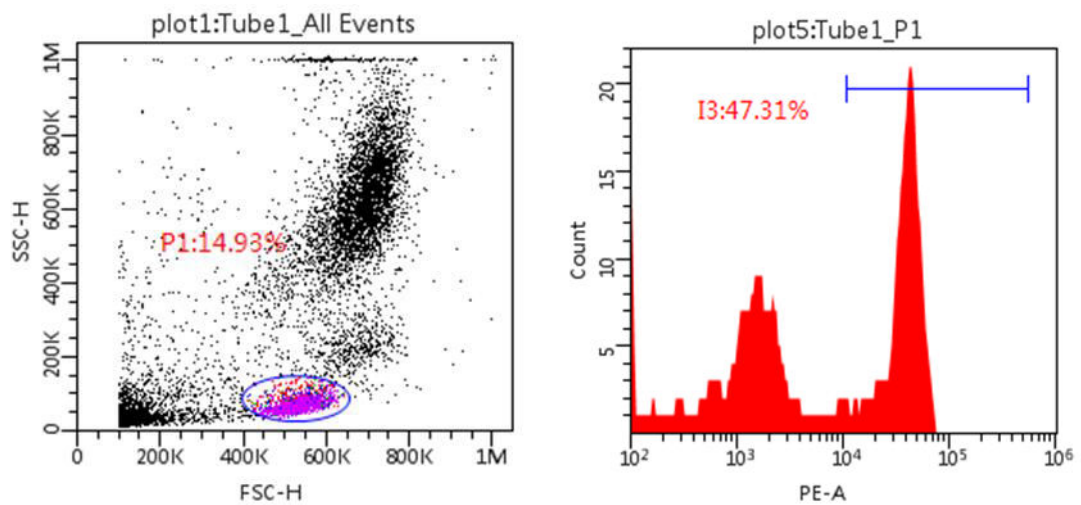 plot1:Tube1_All Events
1M
800K
600K
400K
200K
0
SSC-H
P1:14.93%
0
200K
400K
600K
800K
1M
FSC-H
plot5:Tube1_P1
20
15
10
5
Count
I3:47.31%
10²
10³
10⁴
10⁵
10⁶
PE-A